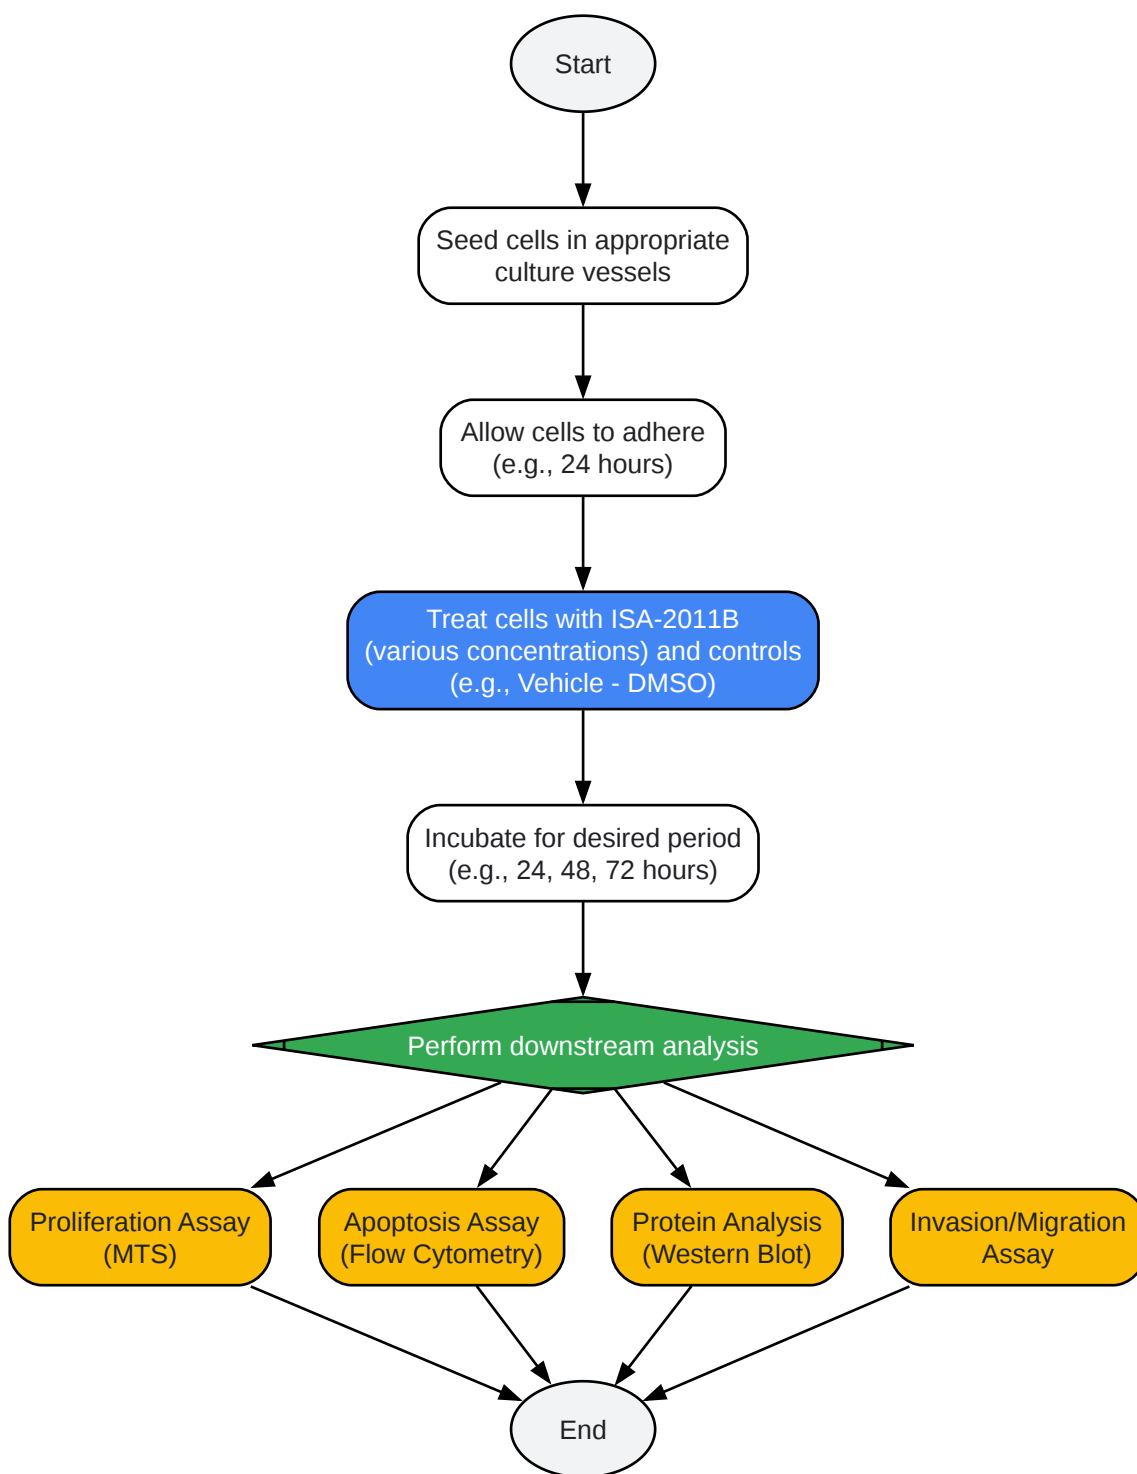 Start
Seed cells in appropriate
culture vessels
Allow cells to adhere
(e.g., 24 hours)
Treat cells with ISA-2011B
(various concentrations) and controls
(e.g., Vehicle - DMSO)
Incubate for desired period
(e.g., 24, 48, 72 hours)
Perform downstream analysis
Proliferation Assay
(MTS)
Apoptosis Assay
(Flow Cytometry)
Protein Analysis
(Western Blot)
Invasion/Migration
Assay
End